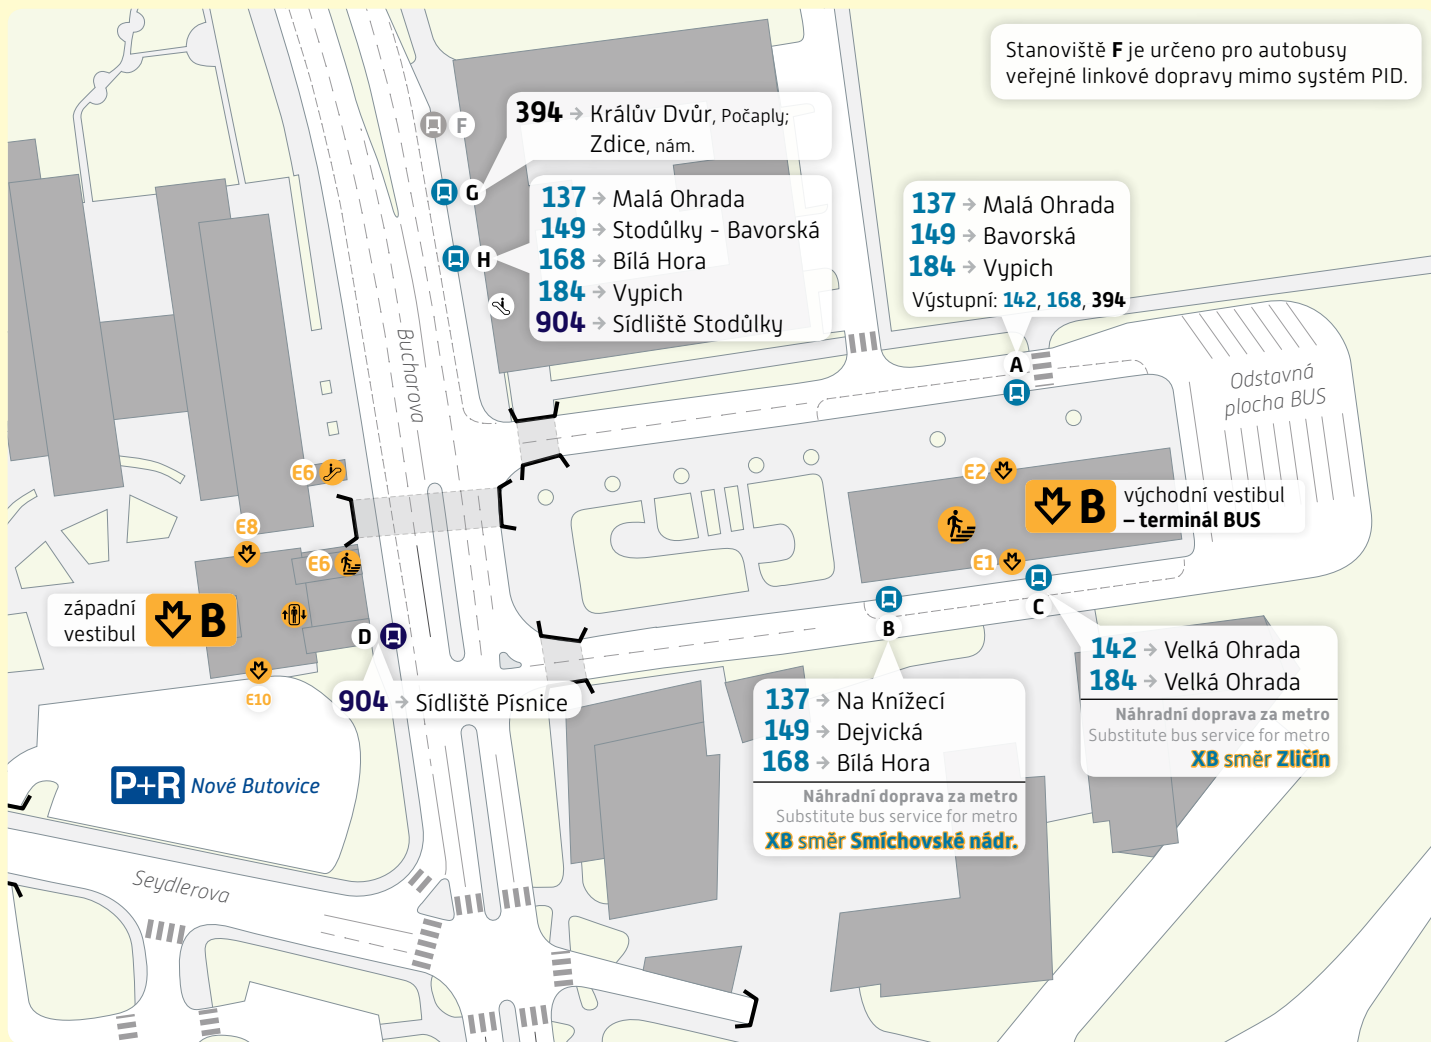 Stanoviště F je určeno pro autobusy
veřejné linkové dopravy mimo systém PID.
F
394 → Králův Dvůr, Počaply;
Zdice, nám.
G
137 → Malá Ohrada
149 → Stodůlky - Bavorská
168 → Bílá Hora
184 → Vypich
904 → Sídliště Stodůlky
H
137 → Malá Ohrada
149 → Bavorská
184 → Vypich
Výstupní: 142, 168, 394
A
Bucharova
Odstavná
plocha BUS
E6
E2
B
východní vestibul
– terminál BUS
E8
E6
E1
C
západní
vestibul
B
D
B
904 → Sídliště Písnice
E10
142 → Velká Ohrada
184 → Velká Ohrada
Náhradní doprava za metro
Substitute bus service for metro
XB směr Zličín
137 → Na Knížecí
149 → Dejvická
168 → Bílá Hora
Náhradní doprava za metro
Substitute bus service for metro
XB směr Smíchovské nádr.
P+R Nové Butovice
Seydlerova